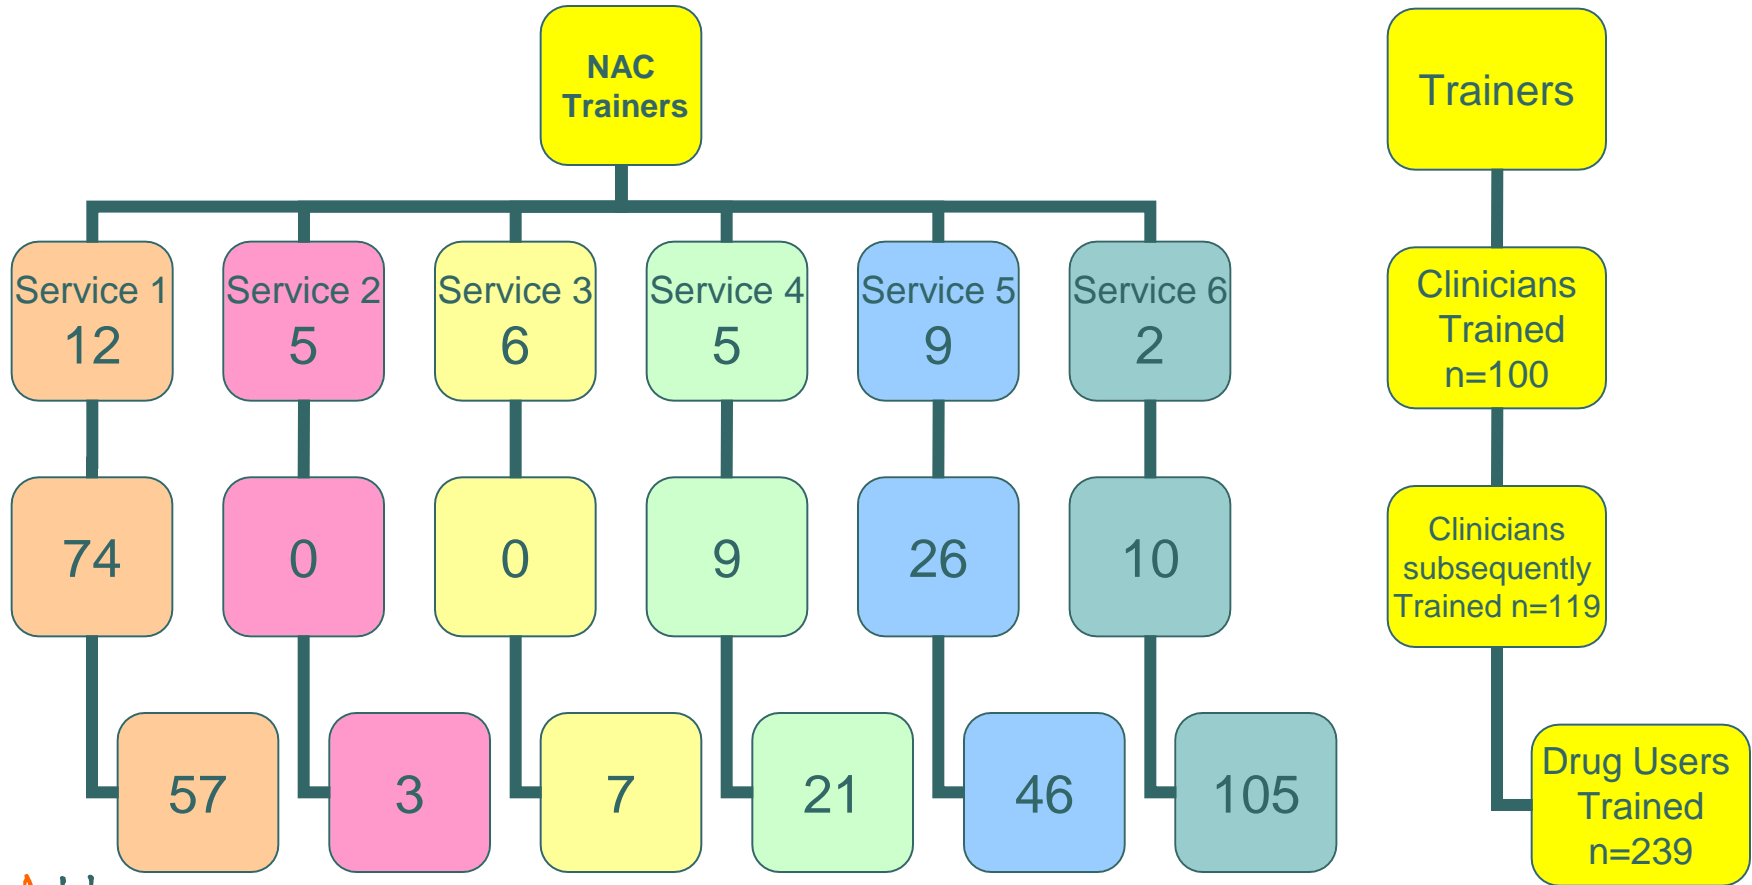 NAC
Trainers
Trainers
Service 1
12
Service 2
5
Service 3
6
Service 4
5
Service 5
9
Service 6
2
Clinicians
Trained
n=100
74
0
0
9
26
10
Clinicians
subsequently
Trained n=119
57
3
7
21
46
105
Drug Users
Trained
n=239